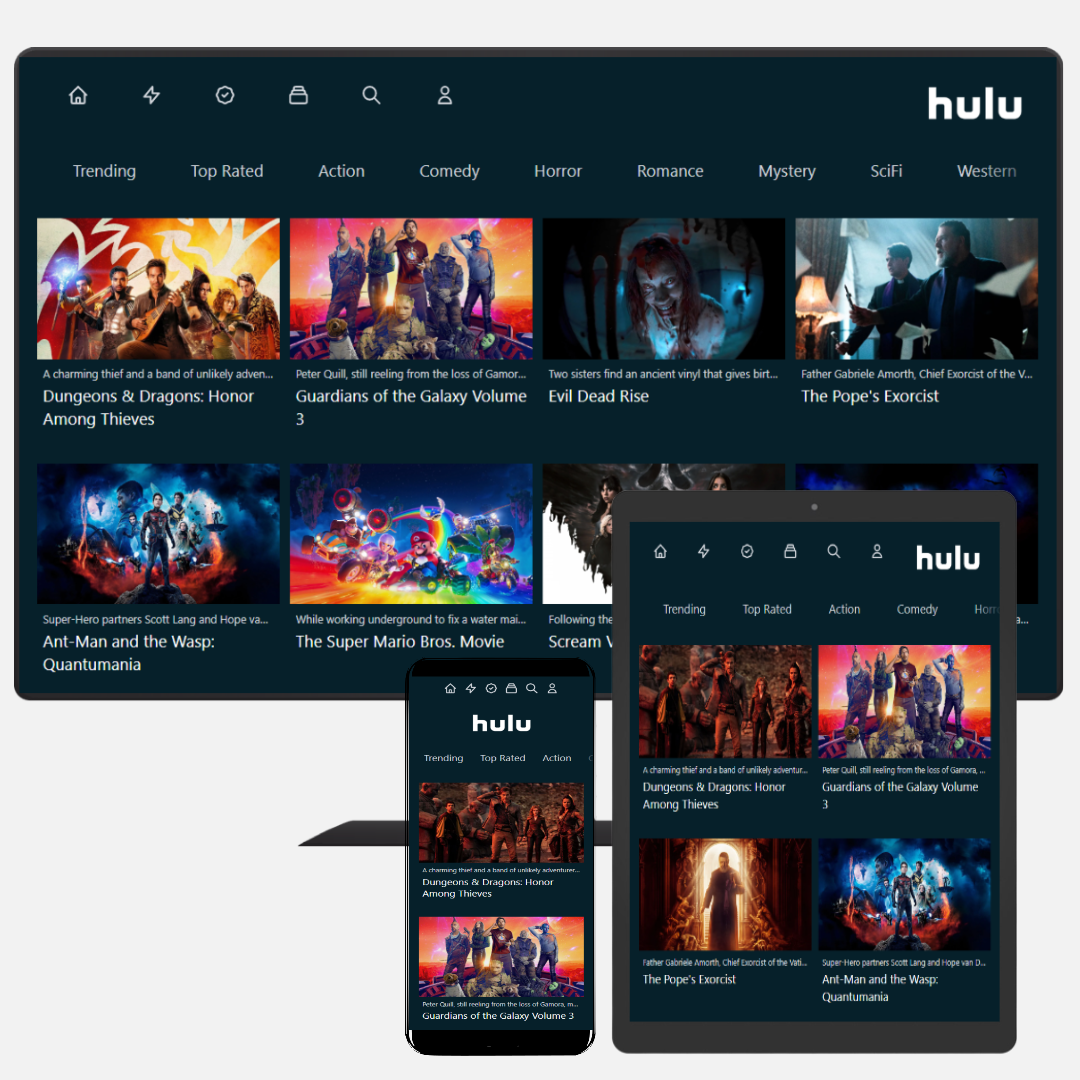 hulu
Trending Top Rated Action Comedy Horror Romance Mystery SciFi Western
A charming thief and a band of unlikely adven...
Dungeons & Dragons: Honor
Among Thieves
Peter Quill, still reeling from the loss of Gamor...
Guardians of the Galaxy Volume
3
Two sisters find an ancient vinyl that gives birt...
Evil Dead Rise
Father Gabriele Amorth, Chief Exorcist of the V...
The Pope's Exorcist
Super-Hero partners Scott Lang and Hope va...
Ant-Man and the Wasp:
Quantumania
While working underground to fix a water mai...
The Super Mario Bros. Movie
Following the
Scream V
a...
hulu
Trending Top Rated Action
A charming thief and a band of unlikely adventurer...
Dungeons & Dragons: Honor
Among Thieves
Peter Quill, still reeling from the loss of Gamora, m...
Guardians of the Galaxy Volume 3
hulu
Trending Top Rated Action Comedy Horr
A charming thief and a band of unlikely adventur...
Dungeons & Dragons: Honor
Among Thieves
Peter Quill, still reeling from the loss of Gamora, ...
Guardians of the Galaxy Volume
3
Father Gabriele Amorth, Chief Exorcist of the Vati...
The Pope's Exorcist
Super-Hero partners Scott Lang and Hope van D...
Ant-Man and the Wasp:
Quantumania